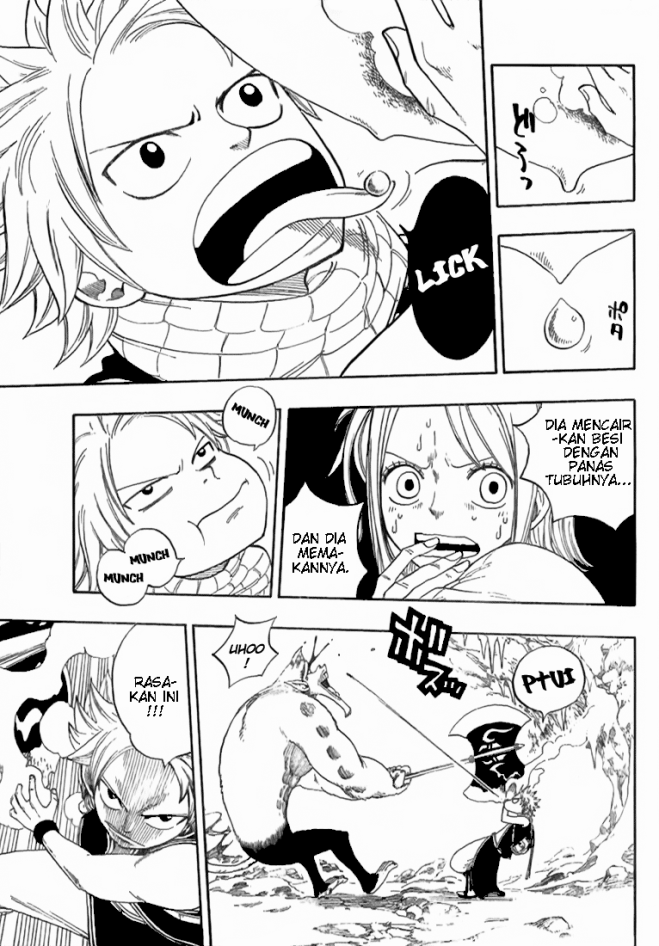 LICK
DIA MENCAIR
-KAN BESI
DENGAN
PANAS
TUBUHNYA...
DAN DIA
MEMA-
KANNYA.
MUNCH
MUNCH
MUNCH
PTUI
UHOO
!
RASA-
KAN INI
!!!